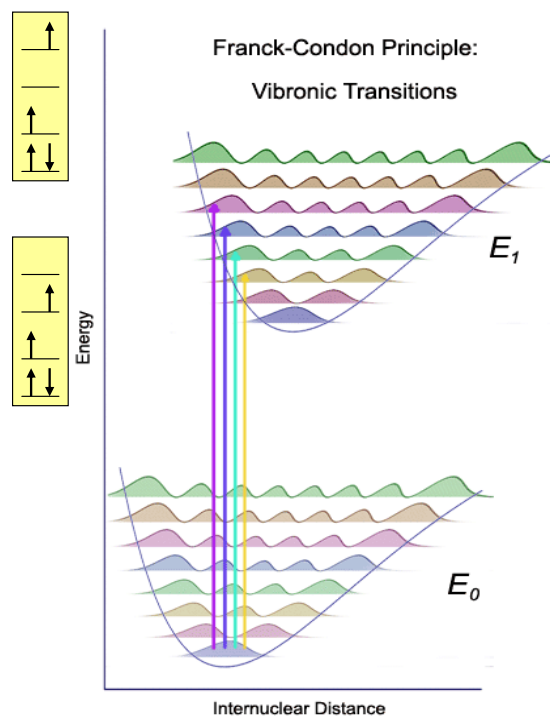 Franck-Condon Principle:
Vibronic Transitions
E1
Energy
E0
Internuclear Distance